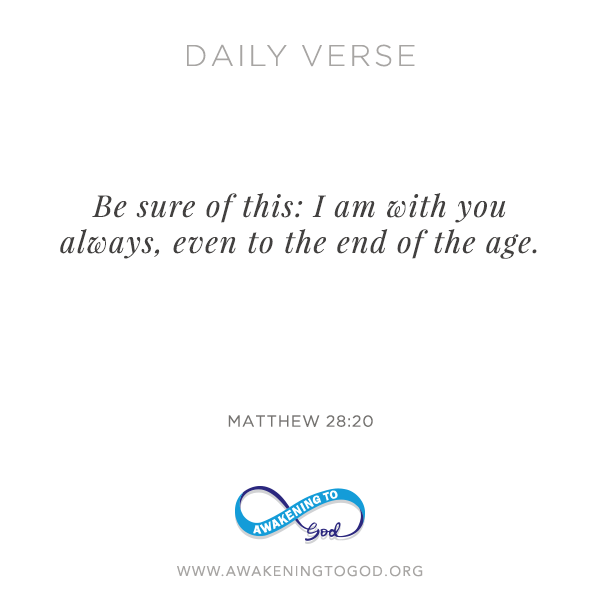 DAILY VERSE
Be sure of this: I am with you
always, even to the end of the age.
MATTHEW 28:20
AWAKENING TO
God
WWW.AWAKENINGTOGOD.ORG